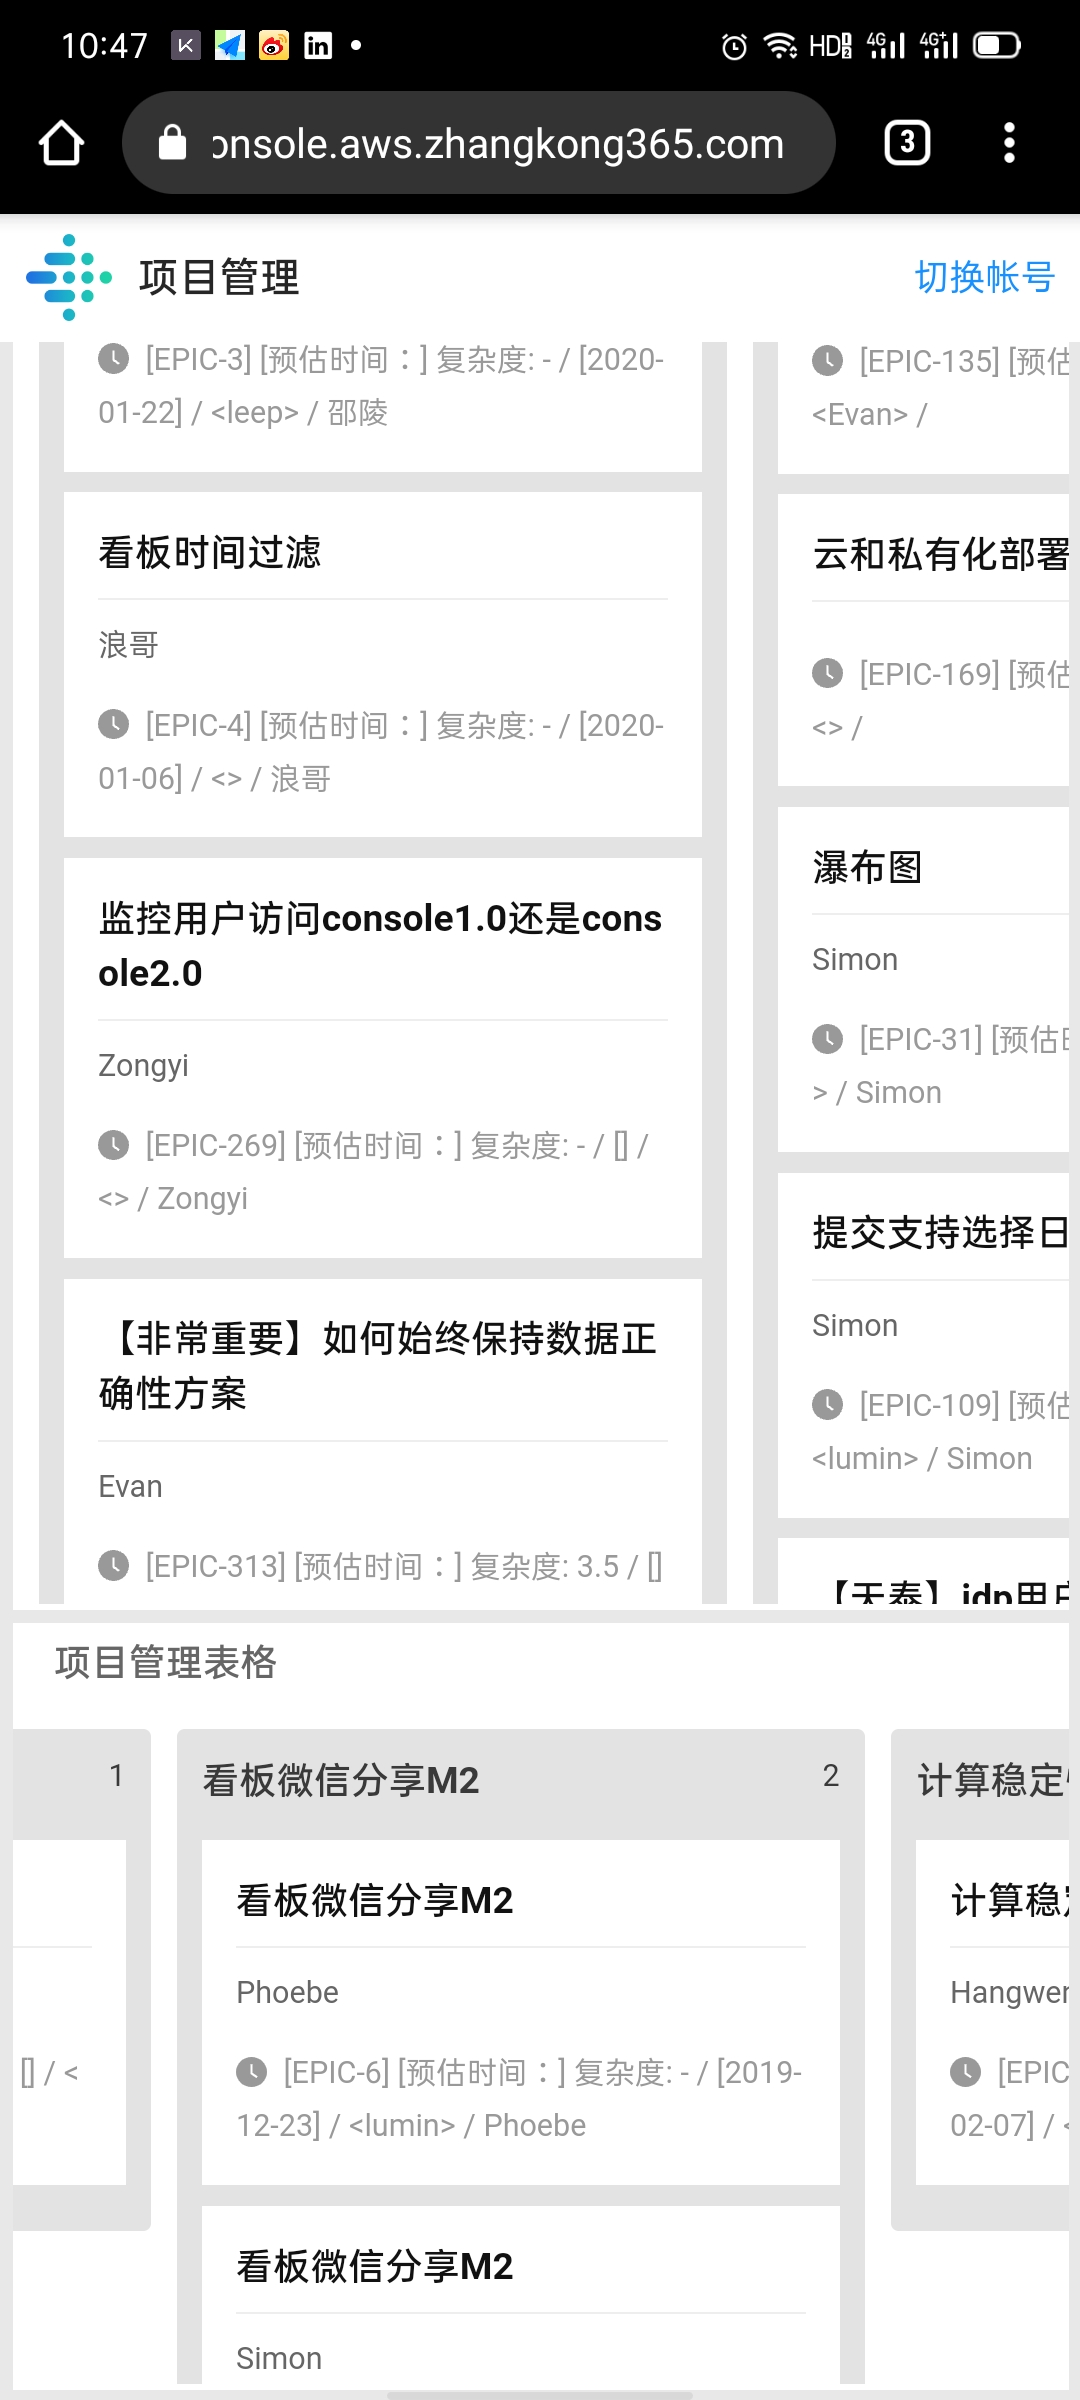 10:47
HD
4G
4G+
onsole.aws.zhangkong365.com
3
项目管理
切换帐号
[EPIC-3] [预估时间：] 复杂度: - / [2020-
01-22] / <leep> / 邵陵
看板时间过滤
浪哥
[EPIC-4] [预估时间：] 复杂度: - / [2020-
01-06] / <> / 浪哥
监控用户访问console1.0还是cons
ole2.0
Zongyi
[EPIC-269] [预估时间：] 复杂度: - / [] /
<> / Zongyi
【非常重要】如何始终保持数据正
确性方案
Evan
[EPIC-313] [预估时间：] 复杂度: 3.5 / []
[EPIC-135] [预估
<Evan> /
云和私有化部署
[EPIC-169] [预估
<> /
瀑布图
Simon
[EPIC-31] [预估
> / Simon
提交支持选择日
Simon
[EPIC-109] [预估
<lumin> / Simon
【天泰】idp用户
项目管理表格
1
[] / <
看板微信分享M2
2
看板微信分享M2
Phoebe
[EPIC-6] [预估时间：] 复杂度: - / [2019-
12-23] / <lumin> / Phoebe
看板微信分享M2
Simon
计算稳定
计算稳
Hangwen
[EPIC
02-07] / <